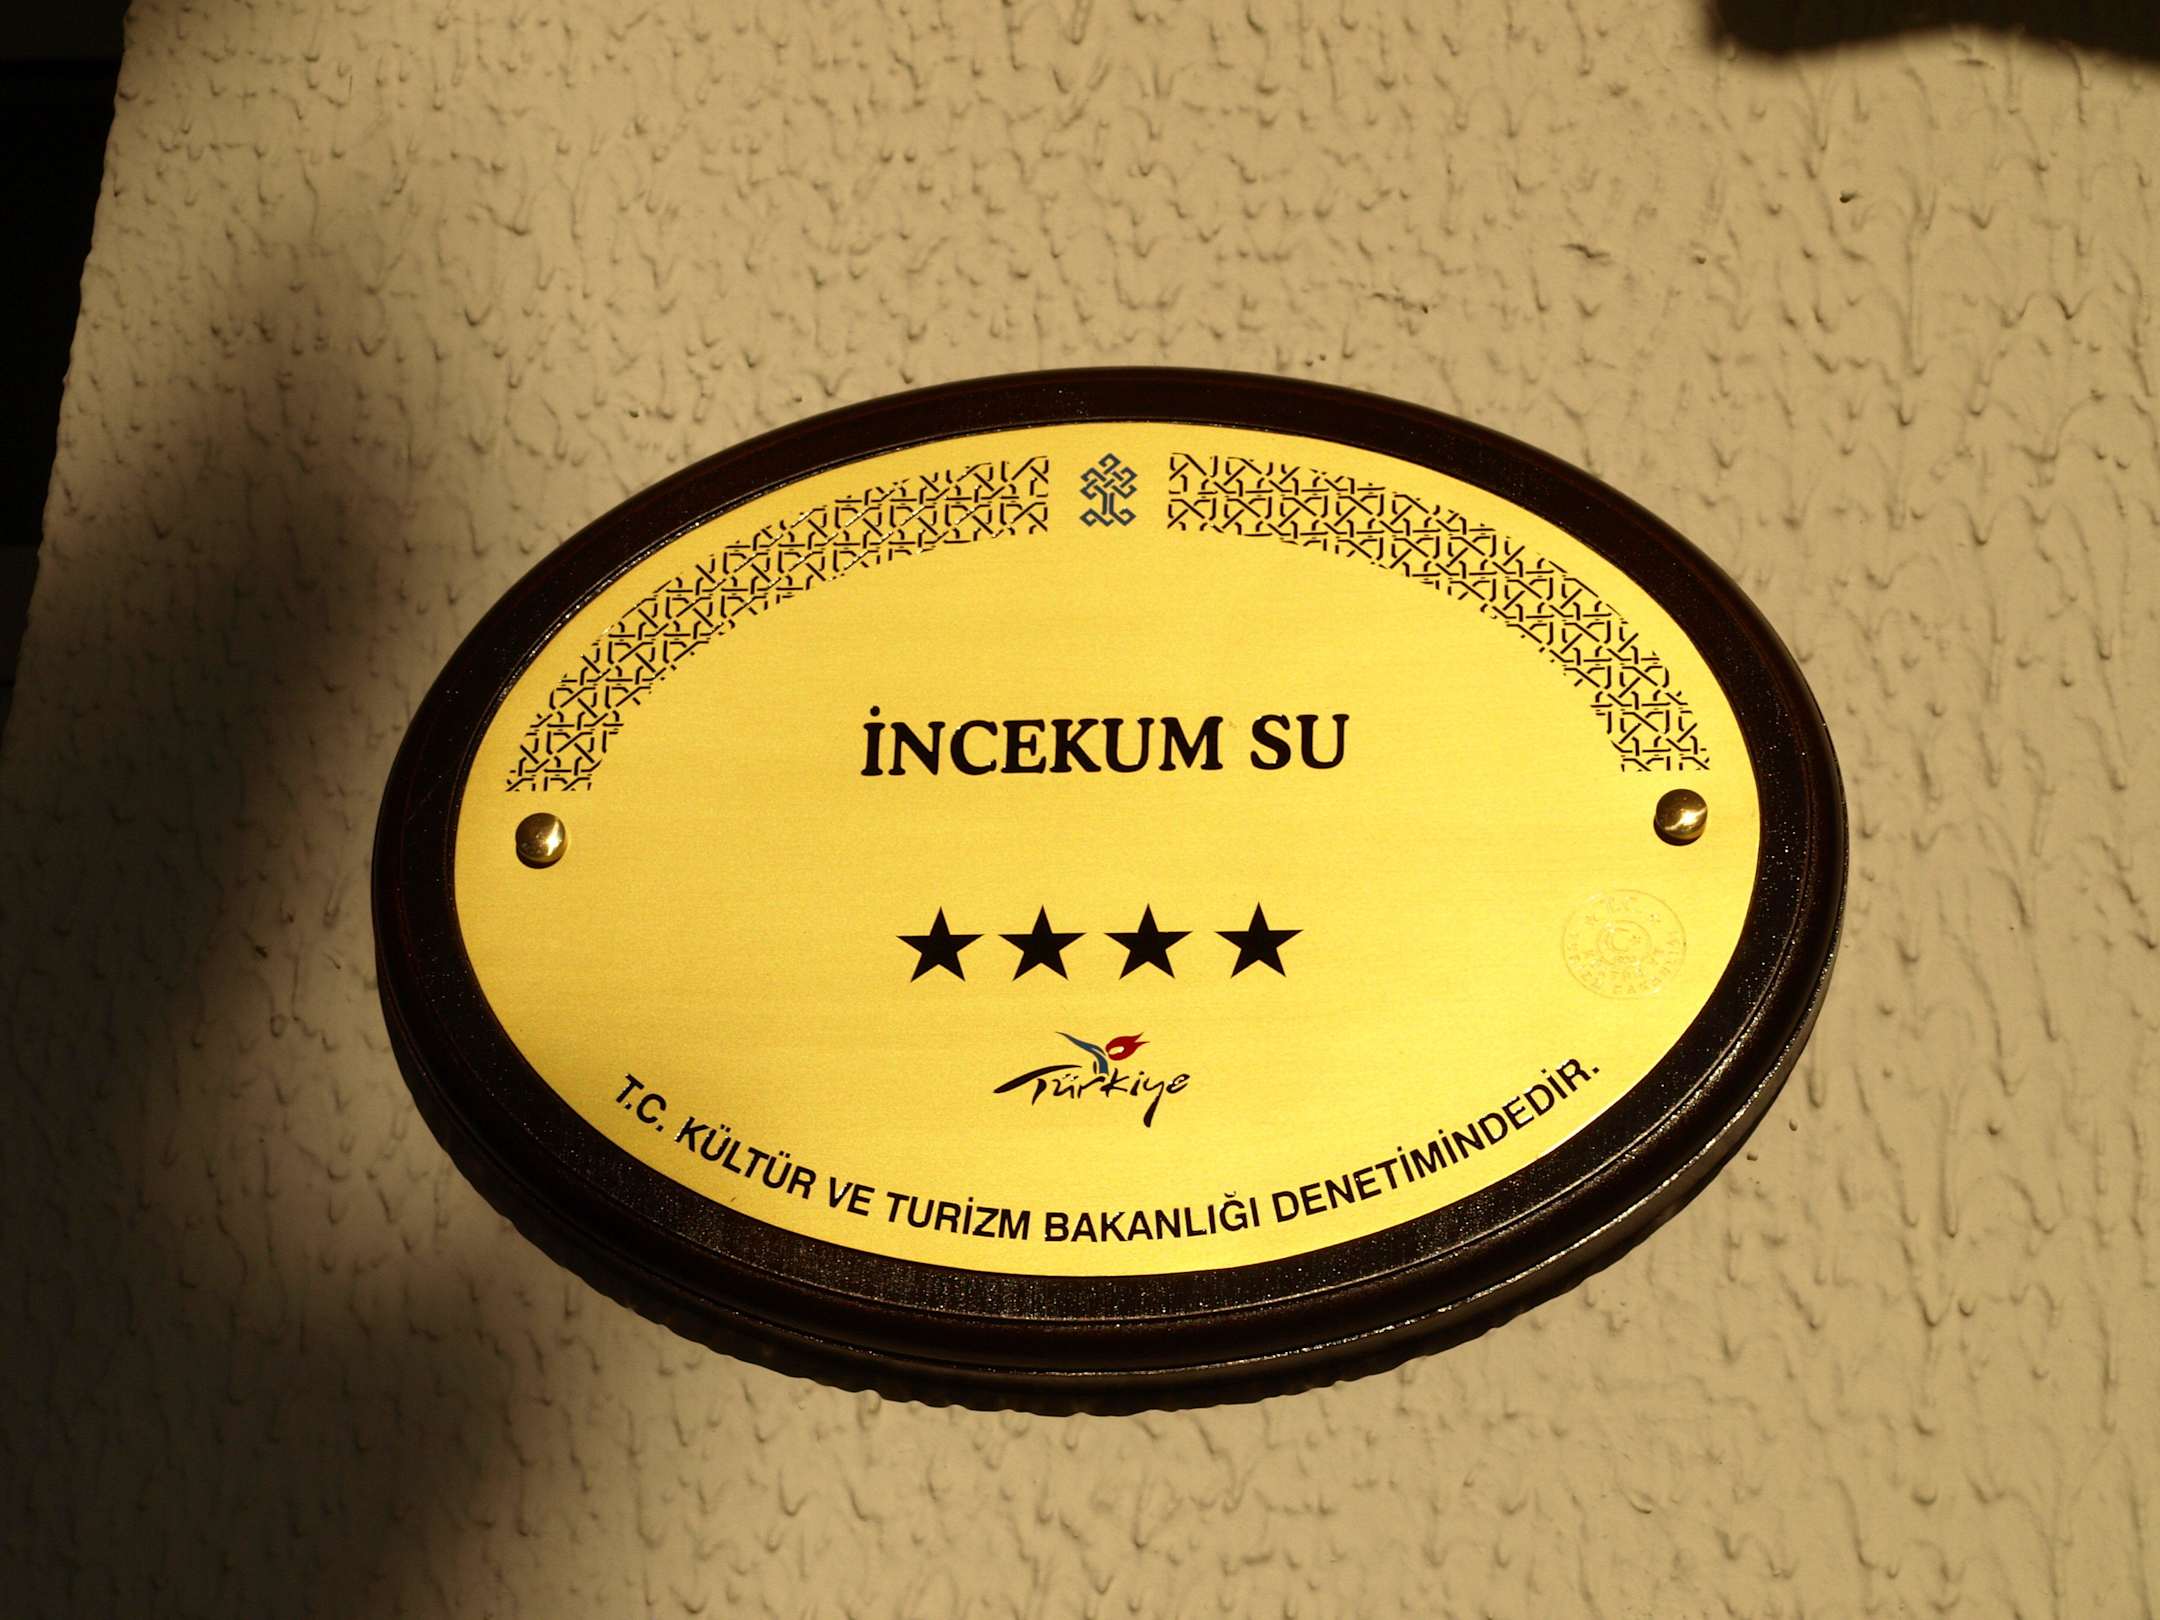 İNCEKUM SU
Türkiye
T.C. KÜLTÜR VE TURİZM BAKANLIĞI DENETİMİNDEDİR.